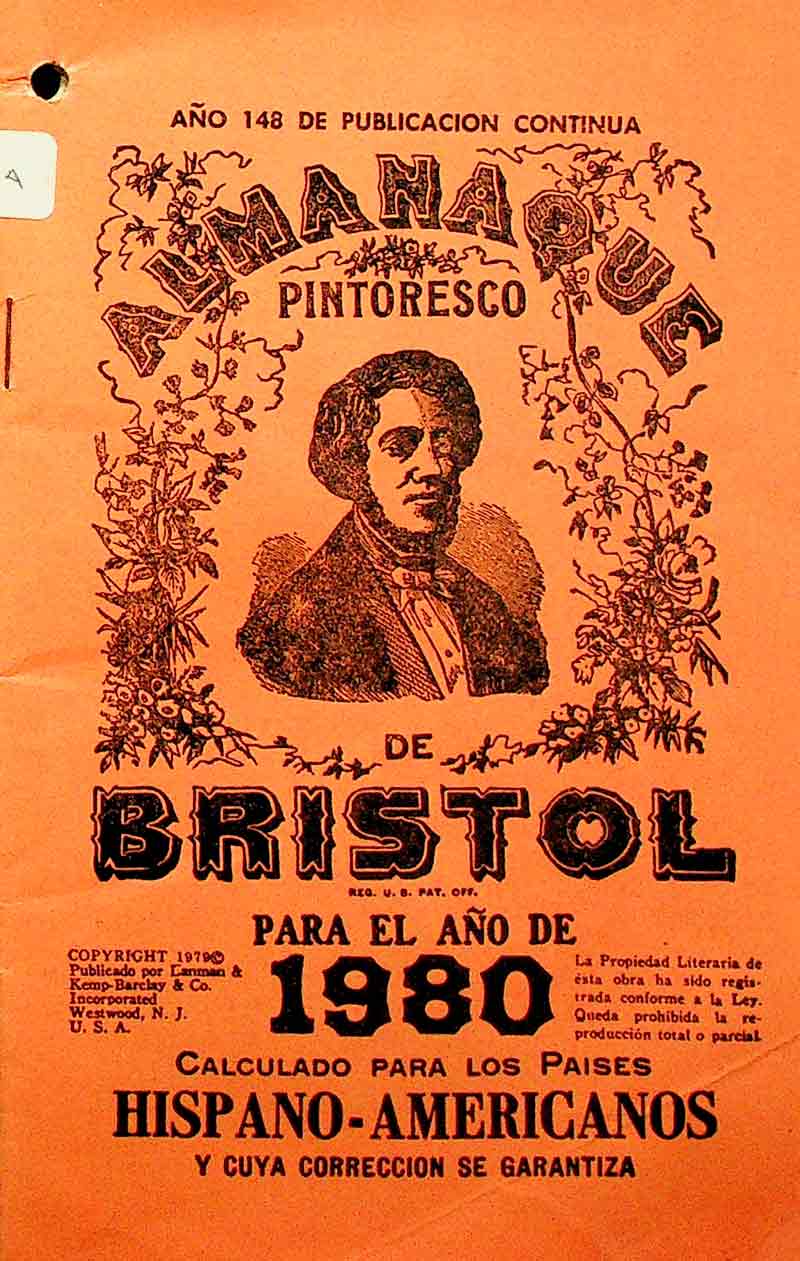 A
AÑO 148 DE PUBLICACION CONTINUA
ALMANAQUE
PINTORESCO
DE
BRISTOL
REG. U. S. PAT. OFF.
PARA EL AÑO DE
1980
COPYRIGHT 1979©
Publicado por Lanman &
Kemp-Barclay & Co.
Incorporated
Westwood, N. J.
U. S. A.
La Propiedad Literaria de
ésta obra ha sido regis-
trada conforme a la Ley.
Queda prohibida la re-
producción total o parcial.
CALCULADO PARA LOS PAISES
HISPANO-AMERICANOS
Y CUYA CORRECCION SE GARANTIZA